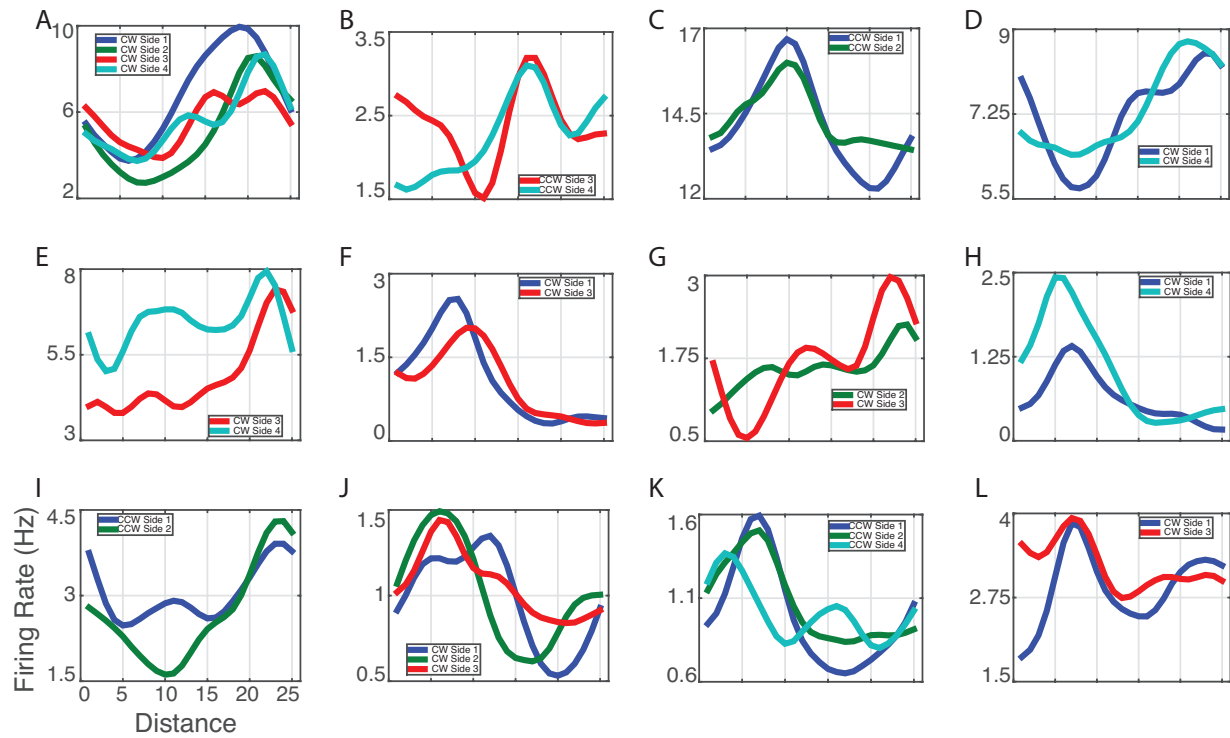 A
10
6
2
CW Side 1
CW Side 2
CW Side 3
CW Side 4
B
3.5
2.5
1.5
CCW Side 3
CCW Side 4
C
17
14.5
12
CCW Side 1
CCW Side 2
D
9
7.25
5.5
CW Side 1
CW Side 4
E
8
5.5
3
CW Side 3
CW Side 4
F
3
1.5
0
CW Side 1
CW Side 3
G
3
1.75
0.5
CW Side 2
CW Side 3
H
2.5
1.25
0
CW Side 1
CW Side 4
I
4.5
3
1.5
CCW Side 1
CCW Side 2
0 5 10 15 20 25
Distance
Firing Rate (Hz)
J
1.5
1
0.5
CW Side 1
CW Side 2
CW Side 3
K
1.6
1.1
0.6
CCW Side 1
CCW Side 2
CCW Side 4
L
4
2.75
1.5
CW Side 1
CW Side 3